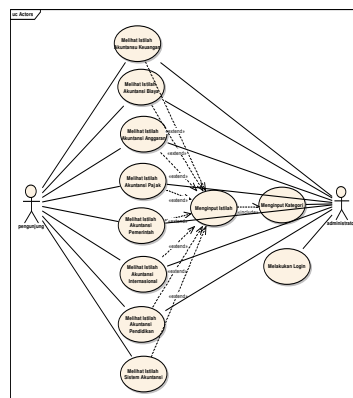 uc Actors
Melihat Istilah
Akuntansu Keuangan
Melihat Istilah
Akuntansi Biaya
«extend»
Melihat Istilah
Akuntansi Anggaran
«extend»
«extend»
Melihat Istilah
Akuntansi Pajak
«extend»
Menginput Istilah
Menginput Kategori
pengunjung
administrator
Melihat Istilah
Akuntansi
Pemerintah
«extend»
«extend»
Melihat Istilah
Akuntansi
Internasional
«extend»
Melakukan Login
Melihat Istilah
Akuntansi
Pendidikan
«extend»
Melihat Istilah
Sistem Akuntansi